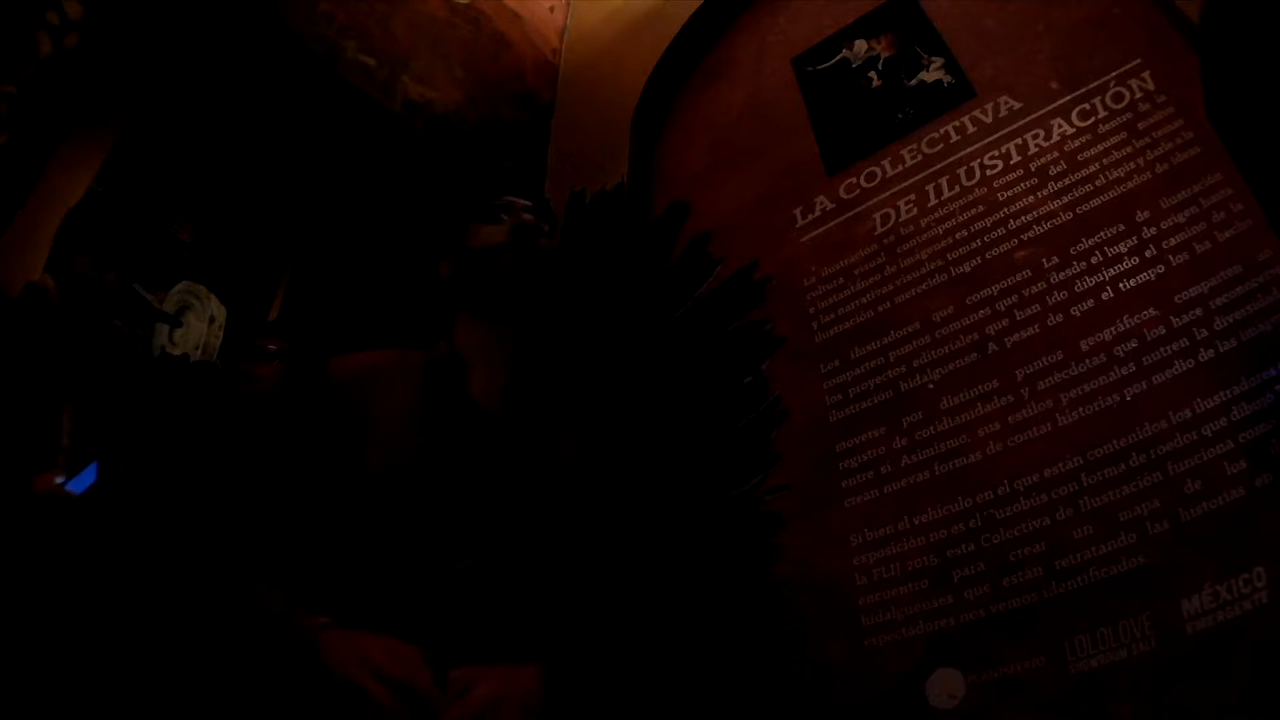 LA COLECTIVA
DE ILUSTRACIÓN
La ilustración se ha posicionado como pieza clave dentro de la
cultura visual contemporánea. Dentro del consumo masivo
e instantáneo de imágenes es importante reflexionar sobre los temas
y las narrativas visuales, tomar con determinación el lápiz y darle a la
ilustración su merecido lugar como vehículo comunicador de ideas.
Los ilustradores que componen La colectiva de ilustración
comparten puntos comunes que van desde el lugar de origen hasta
los proyectos editoriales que han ido dibujando el camino de la
ilustración hidalguense. A pesar de que el tiempo los ha hecho
moverse por distintos puntos geográficos, comparten
registro de cotidianidades y anécdotas que los hace reconocerse
entre sí. Asimismo, sus estilos personales nutren la diversidad
crean nuevas formas de contar historias por medio de las
Si bien el vehículo en el que están contenidos los ilustradores
exposición no es el Tuzobús con forma de roedor que dibujo
la FLIJ 2015, esta Colectiva de Ilustración funciona como
encuentro para crear un mapa de los
hidalguenses que están retratando las historias en
espectadores nos vemos identificados.
LOLOLOVE
SHOWROOM
MÉXICO
EMERGENTE